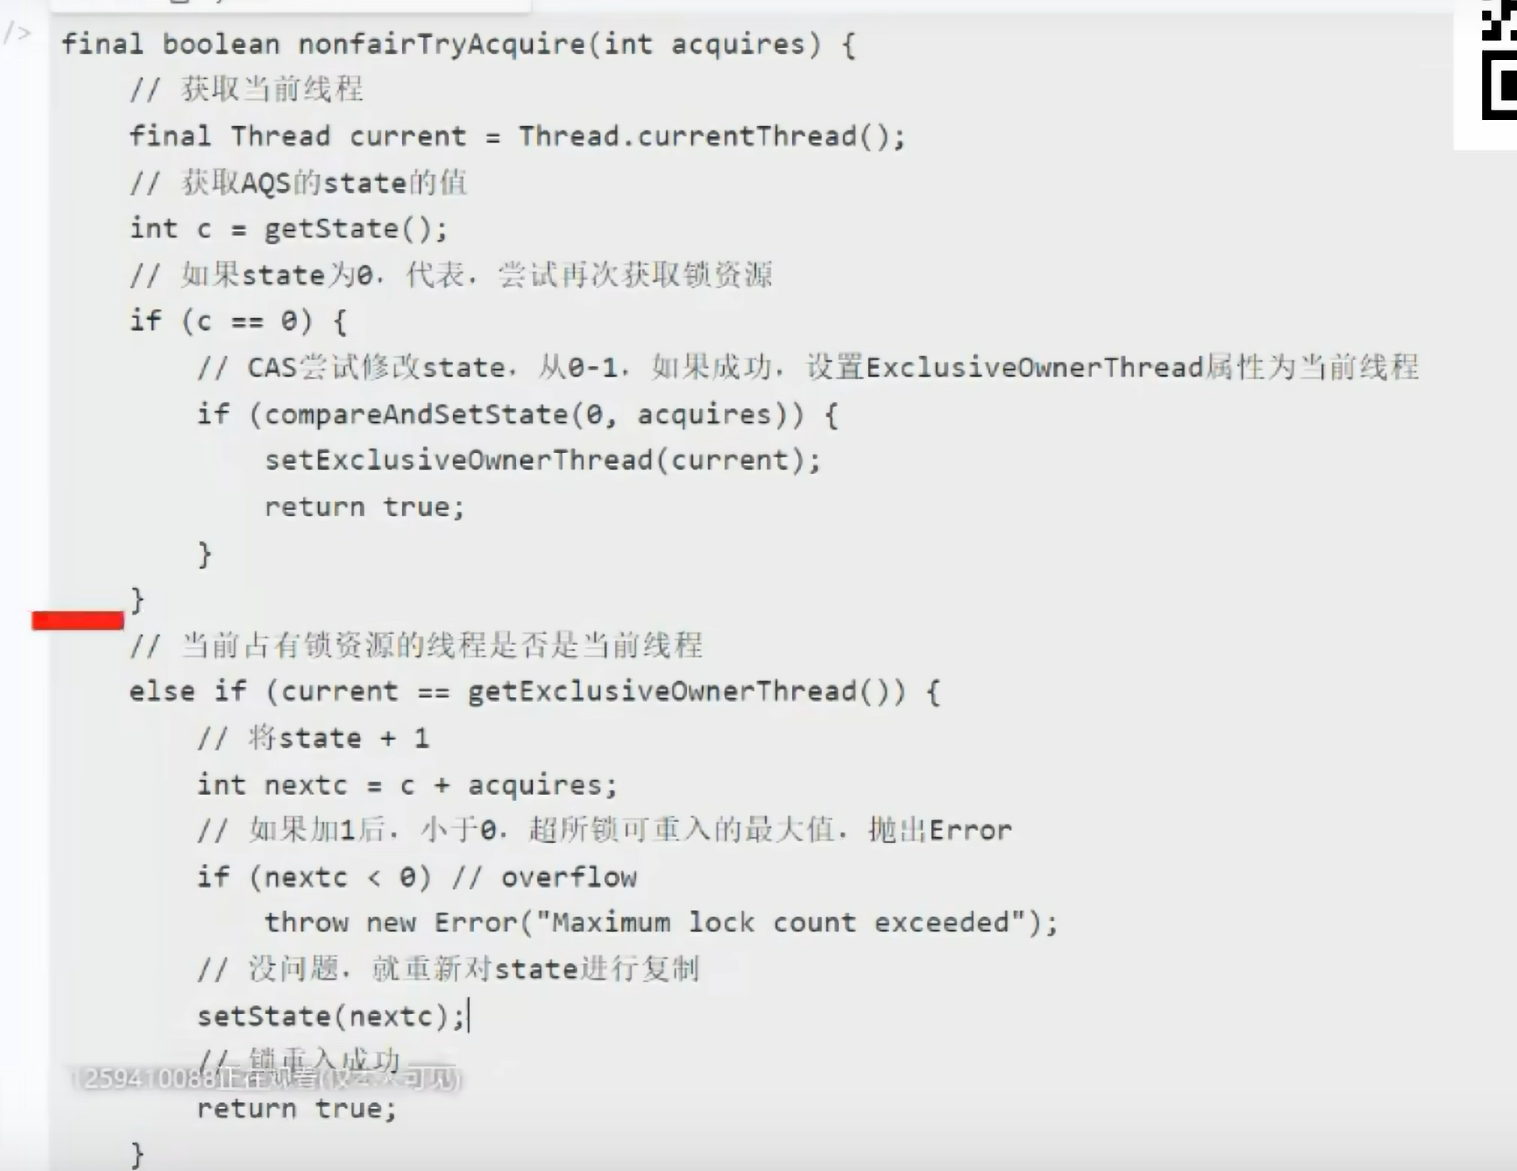 />
final boolean nonfairTryAcquire(int acquires) {
// 获取当前线程
final Thread current = Thread.currentThread();
// 获取AQS的state的值
int c = getState();
// 如果state为0，代表，尝试再次获取锁资源
if (c == 0) {
// CAS尝试修改state，从0-1，如果成功，设置ExclusiveOwnerThread属性为当前线程
if (compareAndSetState(0, acquires)) {
setExclusiveOwnerThread(current);
return true;
}
}
// 当前占有锁资源的线程是否是当前线程
else if (current == getExclusiveOwnerThread()) {
// 将state + 1
int nextc = c + acquires;
// 如果加1后，小于0，超所锁可重入的最大值，抛出Error
if (nextc < 0) // overflow
throw new Error("Maximum lock count exceeded");
// 没问题，就重新对state进行复制
setState(nextc);
// 锁重入成功
1259410088正在观看(仅本人可见)
return true;
}